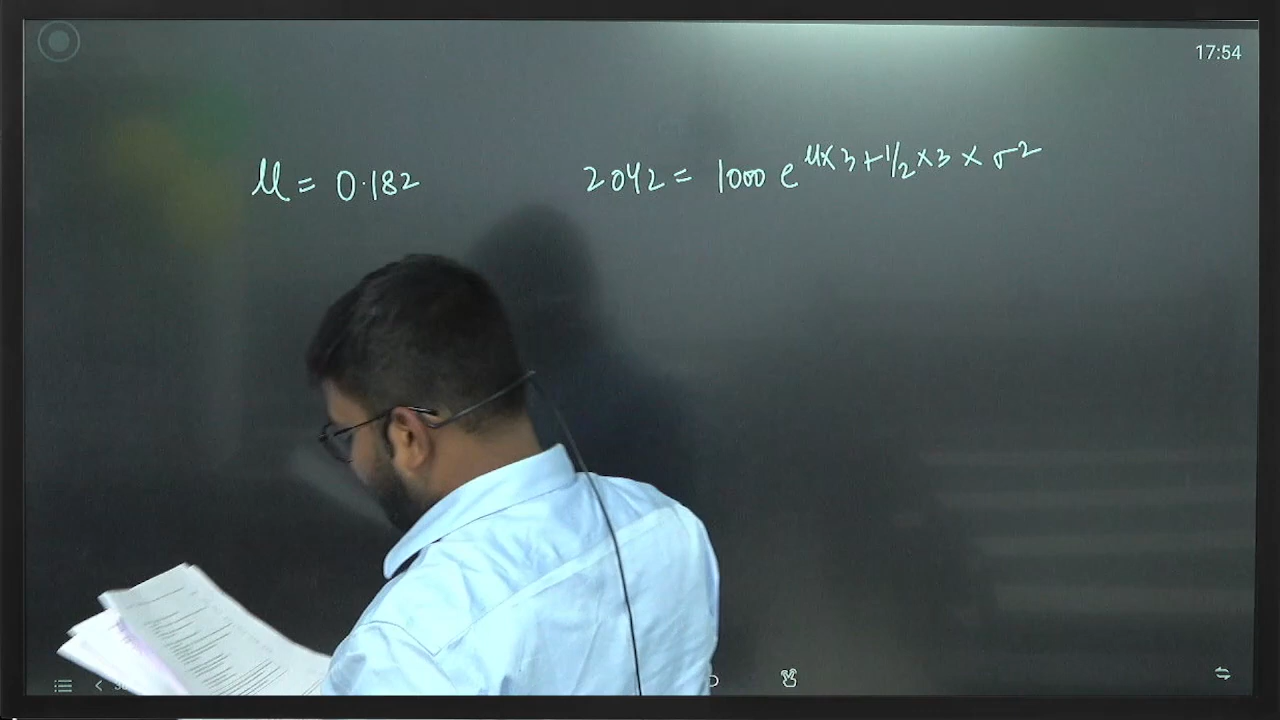 17:54
μ = 0.182
2042 = 1000 e^{μ×3+1/2×3×σ^2}